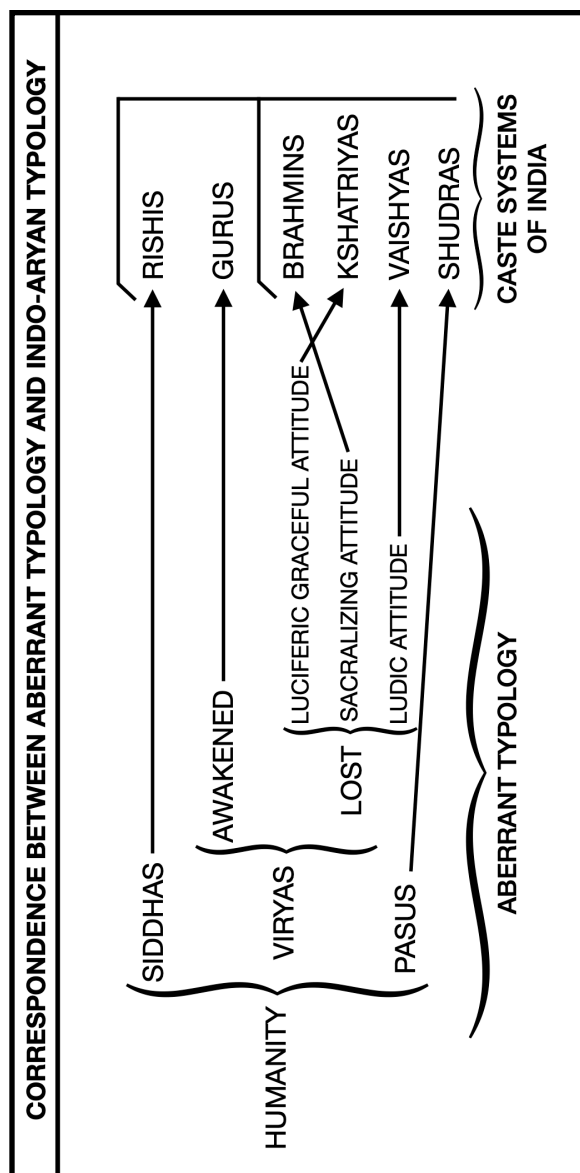 CORRESPONDENCE BETWEEN ABERRANT TYPOLOGY AND INDO-ARYAN TYPOLOGY
HUMANITY
SIDDHAS
VIRYAS
PASUS
AWAKENED
LOST
LUCIFERIC GRACEFUL ATTITUDE
SACRALIZING ATTITUDE
LUDIC ATTITUDE
RISHIS
GURUS
BRAHMINS
KSHATRIYAS
VAISHYAS
SHUDRAS
ABERRANT TYPOLOGY
CASTE SYSTEMS
OF INDIA